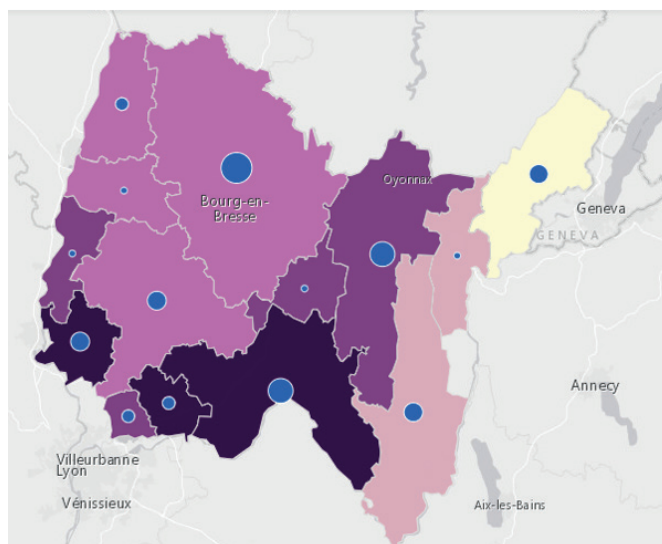 Oyonnax
Bourg-en-
Bresse
Geneva
GENEVA
Annecy
Villeurbanne
Lyon
Vénissieux
Aix-les-Bains